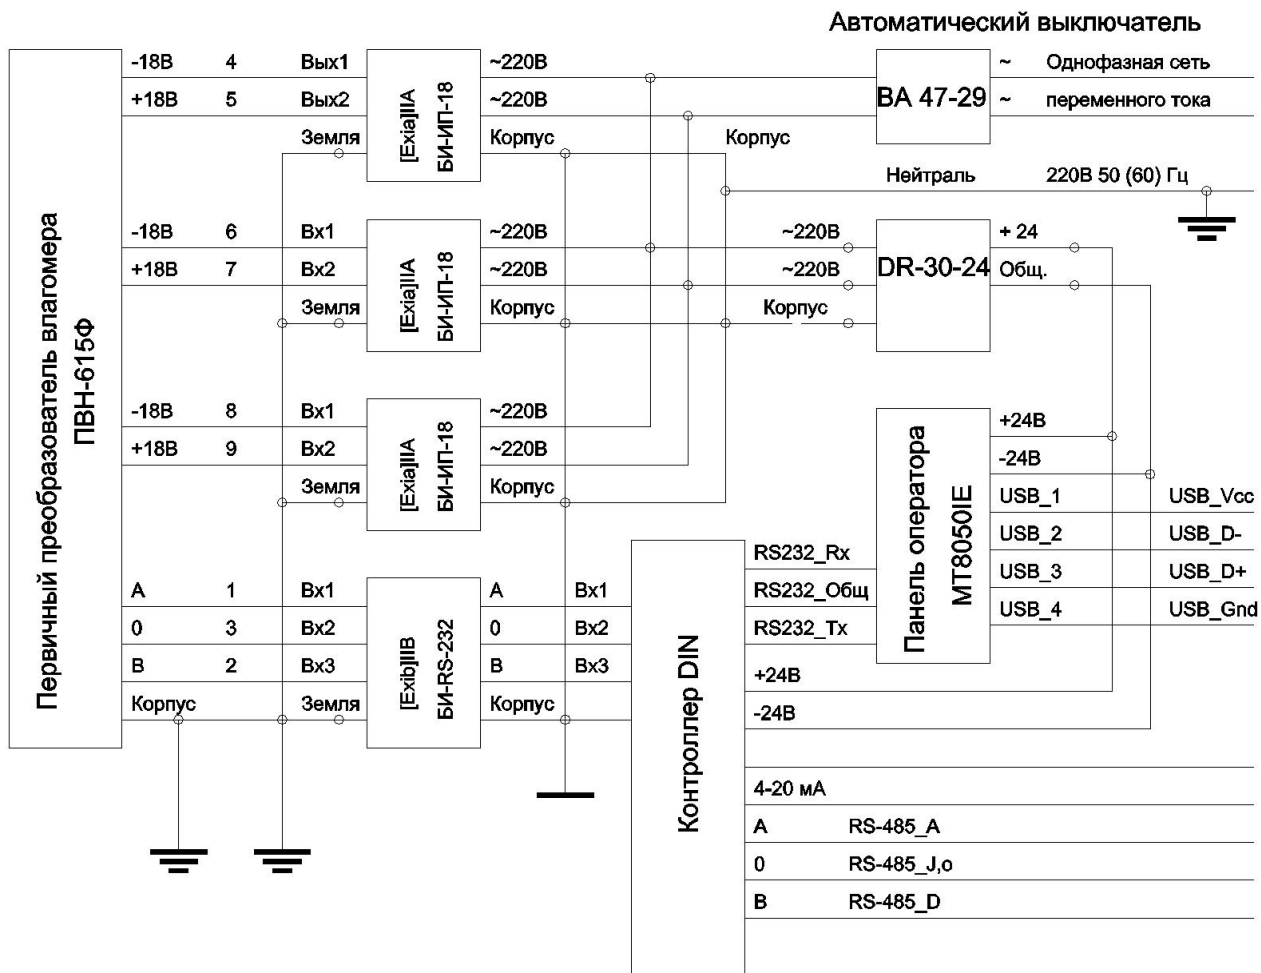 Автоматический выключатель
-18В 4 Вых1 ~220В ~ Однофазная сеть
+18В 5 Вых2 ~220В ~ переменного тока
Земля Корпус Корпус
[Exia]IIA
БИ-ИП-18
ВА 47-29
Нейтраль 220В 50 (60) Гц
-18В 6 Вх1 ~220В ~220В + 24
+18В 7 Вх2 ~220В ~220В Общ.
Земля Корпус Корпус
[Exia]IIA
БИ-ИП-18
DR-30-24
Первичный преобразователь влагомера
ПВН-615Ф
-18В 8 Вх1 ~220В
+18В 9 Вх2 ~220В
Земля Корпус
[Exia]IIA
БИ-ИП-18
Панель оператора
MT8050IE
+24В
-24В
USB_1 USB_Vcc
USB_2 USB_D-
USB_3 USB_D+
USB_4 USB_Gnd
A 1 Вх1 A Вх1
0 3 Вх2 0 Вх2
B 2 Вх3 B Вх3
Корпус Земля Корпус
[Exib]IIB
БИ-RS-232
Контроллер DIN
RS232_Rx
RS232_Общ
RS232_Tx
+24В
-24В
4-20 мА
A RS-485_A
0 RS-485_J,o
B RS-485_D